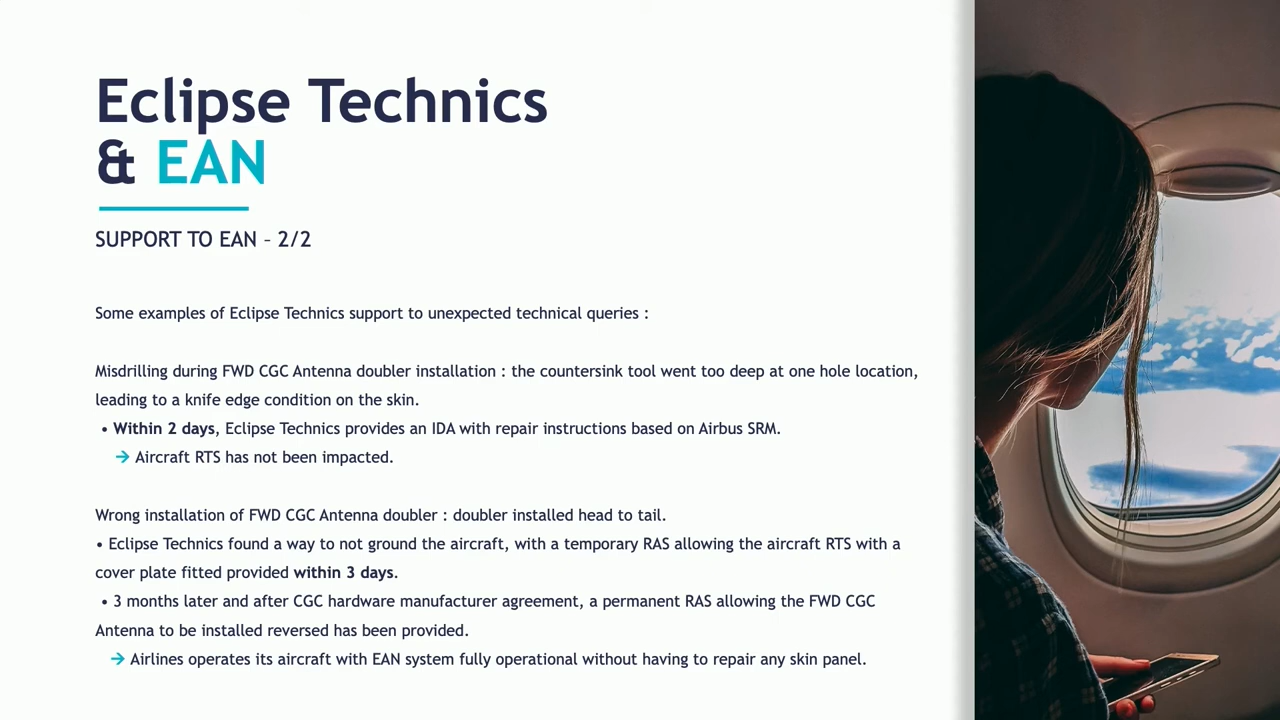 Eclipse Technics
& EAN
SUPPORT TO EAN – 2/2
Some examples of Eclipse Technics support to unexpected technical queries :
Misdrilling during FWD CGC Antenna doubler installation : the countersink tool went too deep at one hole location,
leading to a knife edge condition on the skin.
• Within 2 days, Eclipse Technics provides an IDA with repair instructions based on Airbus SRM.
→ Aircraft RTS has not been impacted.
Wrong installation of FWD CGC Antenna doubler : doubler installed head to tail.
• Eclipse Technics found a way to not ground the aircraft, with a temporary RAS allowing the aircraft RTS with a
cover plate fitted provided within 3 days.
• 3 months later and after CGC hardware manufacturer agreement, a permanent RAS allowing the FWD CGC
Antenna to be installed reversed has been provided.
→ Airlines operates its aircraft with EAN system fully operational without having to repair any skin panel.